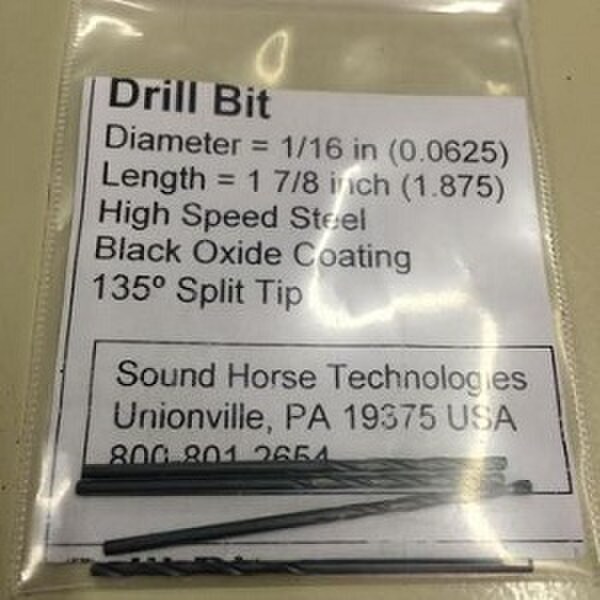 Drill Bit
Diameter = 1/16 in (0.0625)
Length = 1 7/8 inch (1.875)
High Speed Steel
Black Oxide Coating
135º Split Tip
Sound Horse Technologies
Unionville, PA 19375 USA
800-801-2654